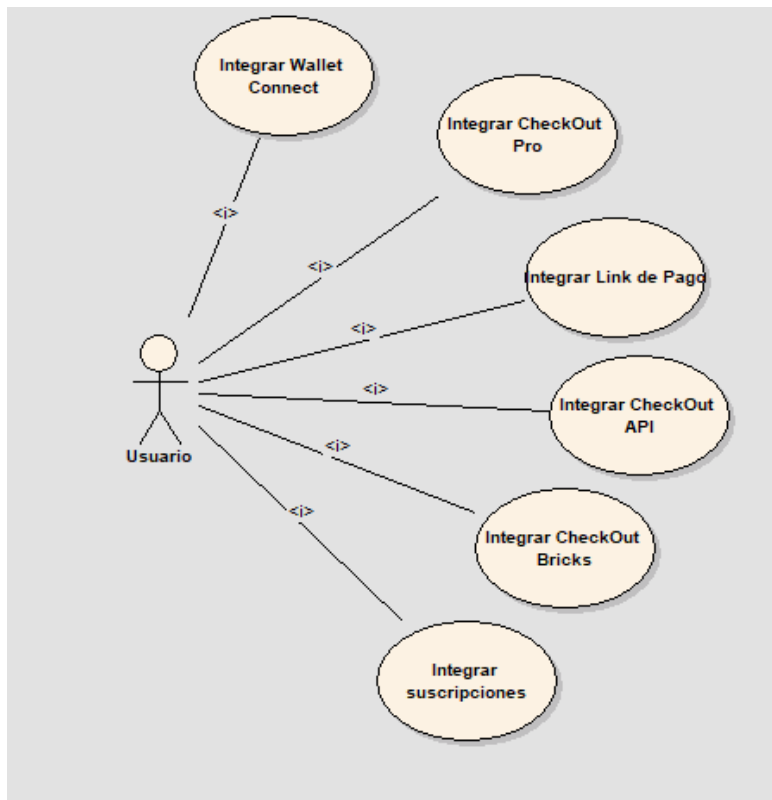 Integrar Wallet
Connect
Integrar CheckOut
Pro
<i>
<i>
Integrar Link de Pago
<i>
<i>
Integrar CheckOut
API
Usuario
<i>
<i>
Integrar CheckOut
Bricks
Integrar
suscripciones